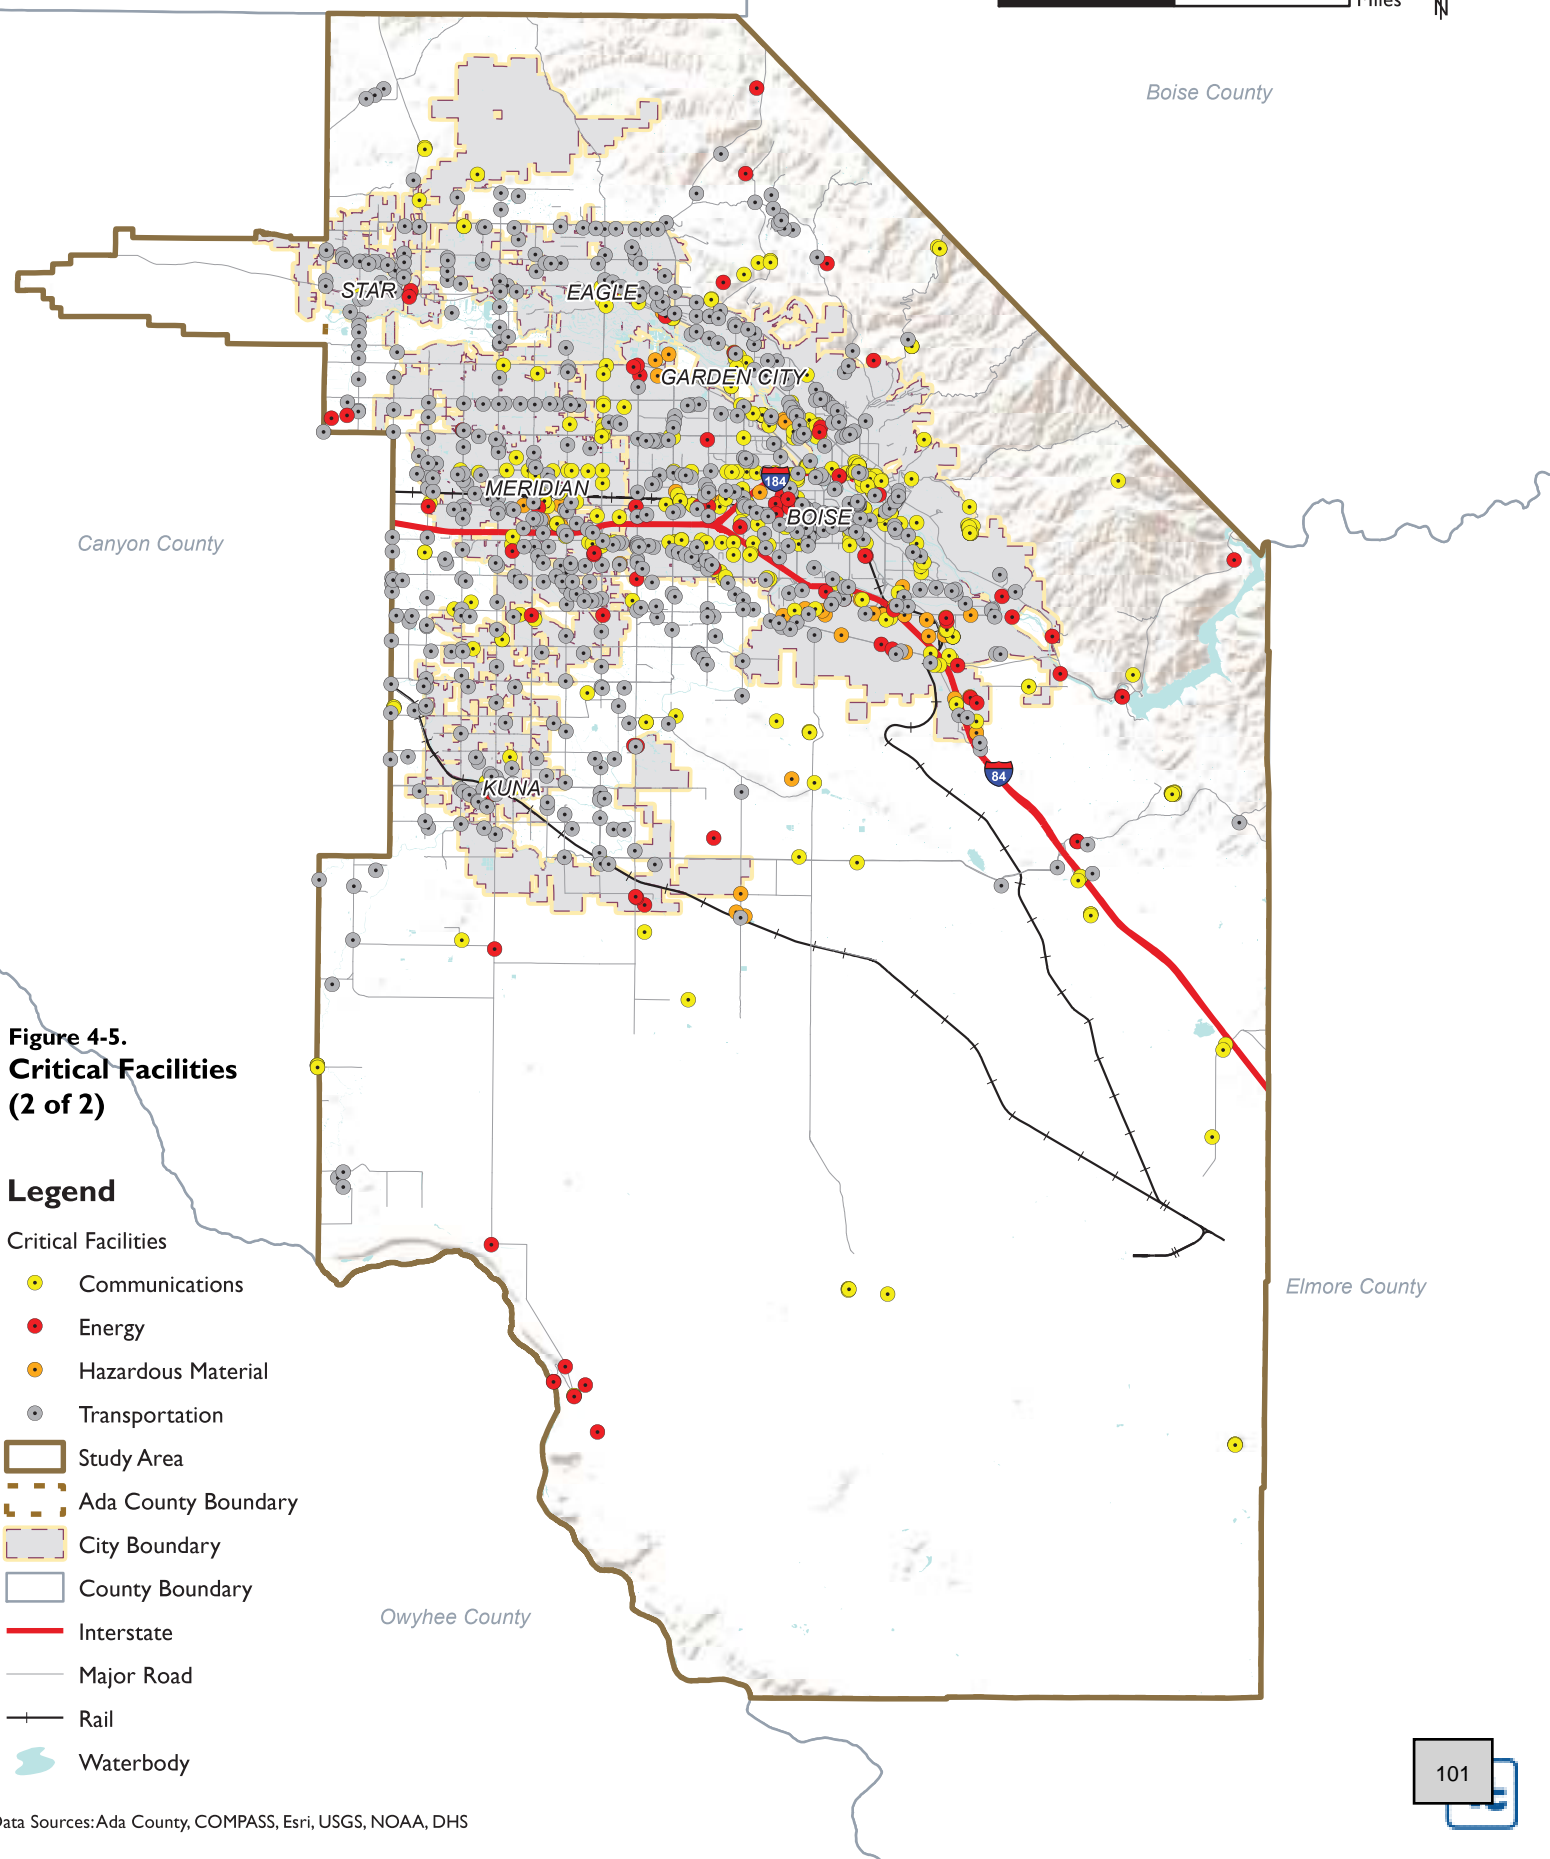 Miles
N
Boise County
STAR
EAGLE
GARDEN CITY
184
MERIDIAN
BOISE
Canyon County
84
KUNA
Figure 4-5.
Critical Facilities
(2 of 2)
Legend
Critical Facilities
Communications
Energy
Hazardous Material
Transportation
Study Area
Ada County Boundary
City Boundary
County Boundary
Interstate
Major Road
Rail
Waterbody
Elmore County
Owyhee County
101
Data Sources: Ada County, COMPASS, Esri, USGS, NOAA, DHS